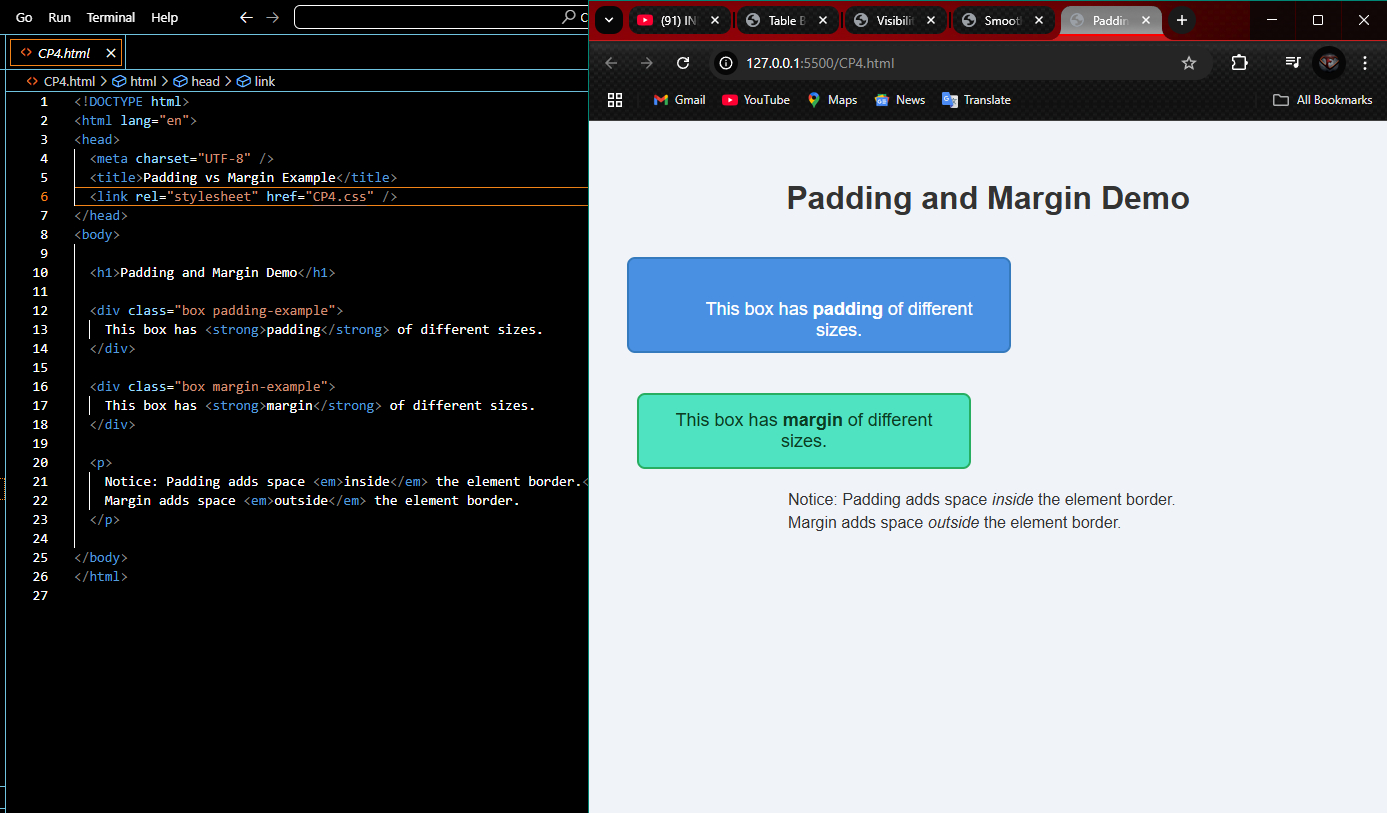 Go Run Terminal Help
CP4.html
CP4.html > html > head > link
1 <!DOCTYPE html>
2 <html lang="en">
3 <head>
4 <meta charset="UTF-8" />
5 <title>Padding vs Margin Example</title>
6 <link rel="stylesheet" href="CP4.css" />
7 </head>
8 <body>
9
10 <h1>Padding and Margin Demo</h1>
11
12 <div class="box padding-example">
13 This box has <strong>padding</strong> of different sizes.
14 </div>
15
16 <div class="box margin-example">
17 This box has <strong>margin</strong> of different sizes.
18 </div>
19
20 <p>
21 Notice: Padding adds space <em>inside</em> the element border.<
22 Margin adds space <em>outside</em> the element border.
23 </p>
24
25 </body>
26 </html>
27
(91) IN Table B Visibili Smoot Paddin
127.0.0.1:5500/CP4.html
Gmail YouTube Maps News Translate All Bookmarks
Padding and Margin Demo
This box has padding of different
sizes.
This box has margin of different
sizes.
Notice: Padding adds space inside the element border.
Margin adds space outside the element border.